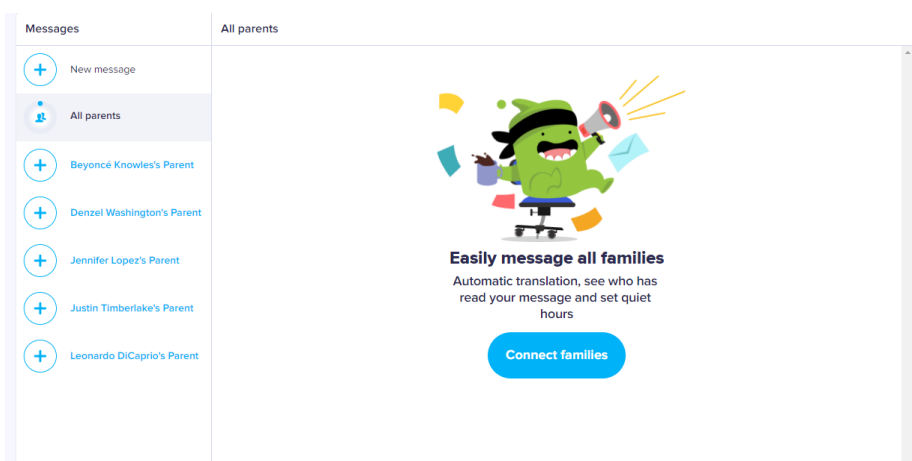 Messages
All parents
New message
All parents
Beyoncé Knowles's Parent
Denzel Washington's Parent
Jennifer Lopez's Parent
Justin Timberlake's Parent
Leonardo DiCaprio's Parent
Easily message all families
Automatic translation, see who has
read your message and set quiet
hours
Connect families